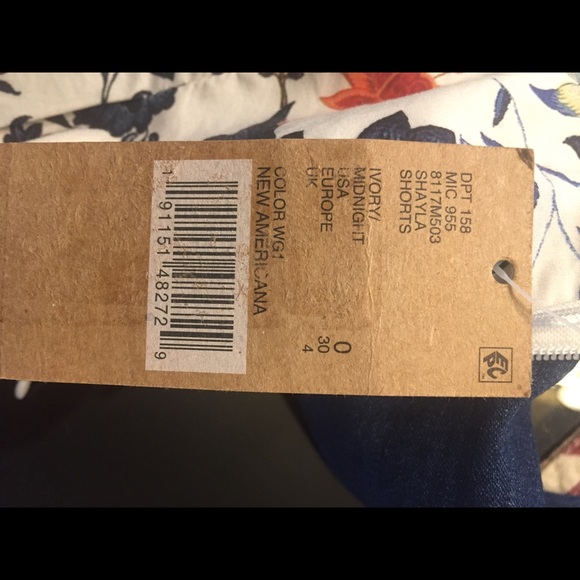 DPT 158
MIC 955
8117M503
SHAYLA
SHORTS
IVORY/
MIDNIGHT
USA 0
EUROPE 30
UK 4
COLOR WG1
NEW AMERICANA
1 91151 48272 9